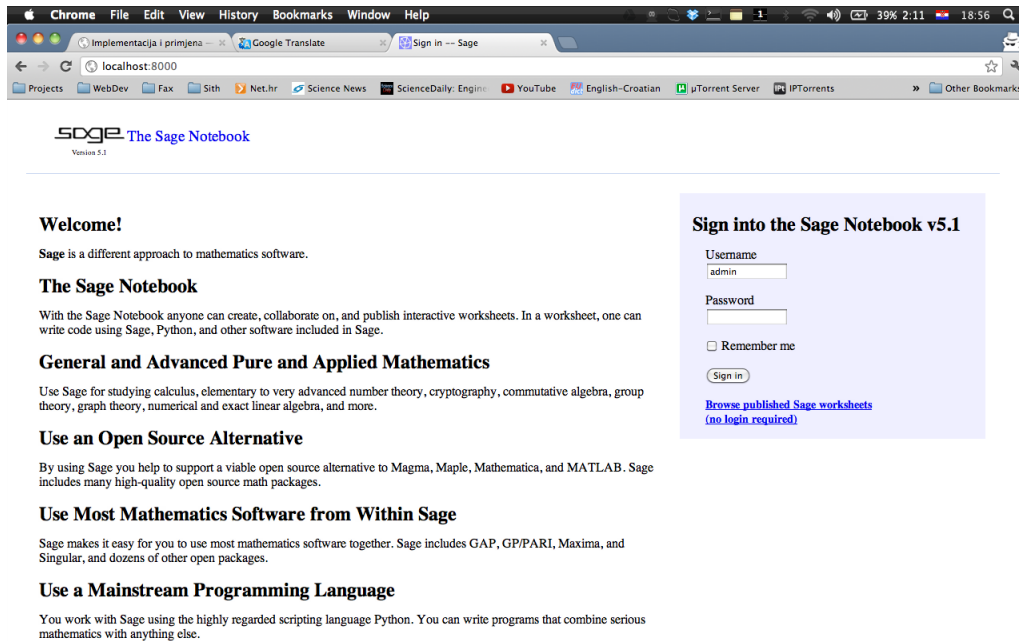 Chrome File Edit View History Bookmarks Window Help 1 39% 2:11 18:56
Implementacija i primjena – Google Translate Sign in -- Sage
localhost:8000
Projects WebDev Fax Sith Net.hr Science News ScienceDaily: Engine YouTube English-Croatian µTorrent Server IPTorrents » Other Bookmarks
sage The Sage Notebook
Version 5.1
Welcome!
Sage is a different approach to mathematics software.
The Sage Notebook
With the Sage Notebook anyone can create, collaborate on, and publish interactive worksheets. In a worksheet, one can
write code using Sage, Python, and other software included in Sage.
General and Advanced Pure and Applied Mathematics
Use Sage for studying calculus, elementary to very advanced number theory, cryptography, commutative algebra, group
theory, graph theory, numerical and exact linear algebra, and more.
Use an Open Source Alternative
By using Sage you help to support a viable open source alternative to Magma, Maple, Mathematica, and MATLAB. Sage
includes many high-quality open source math packages.
Use Most Mathematics Software from Within Sage
Sage makes it easy for you to use most mathematics software together. Sage includes GAP, GP/PARI, Maxima, and
Singular, and dozens of other open packages.
Use a Mainstream Programming Language
You work with Sage using the highly regarded scripting language Python. You can write programs that combine serious
mathematics with anything else.
Sign into the Sage Notebook v5.1
Username
admin
Password
Remember me
Sign in
Browse published Sage worksheets
(no login required)